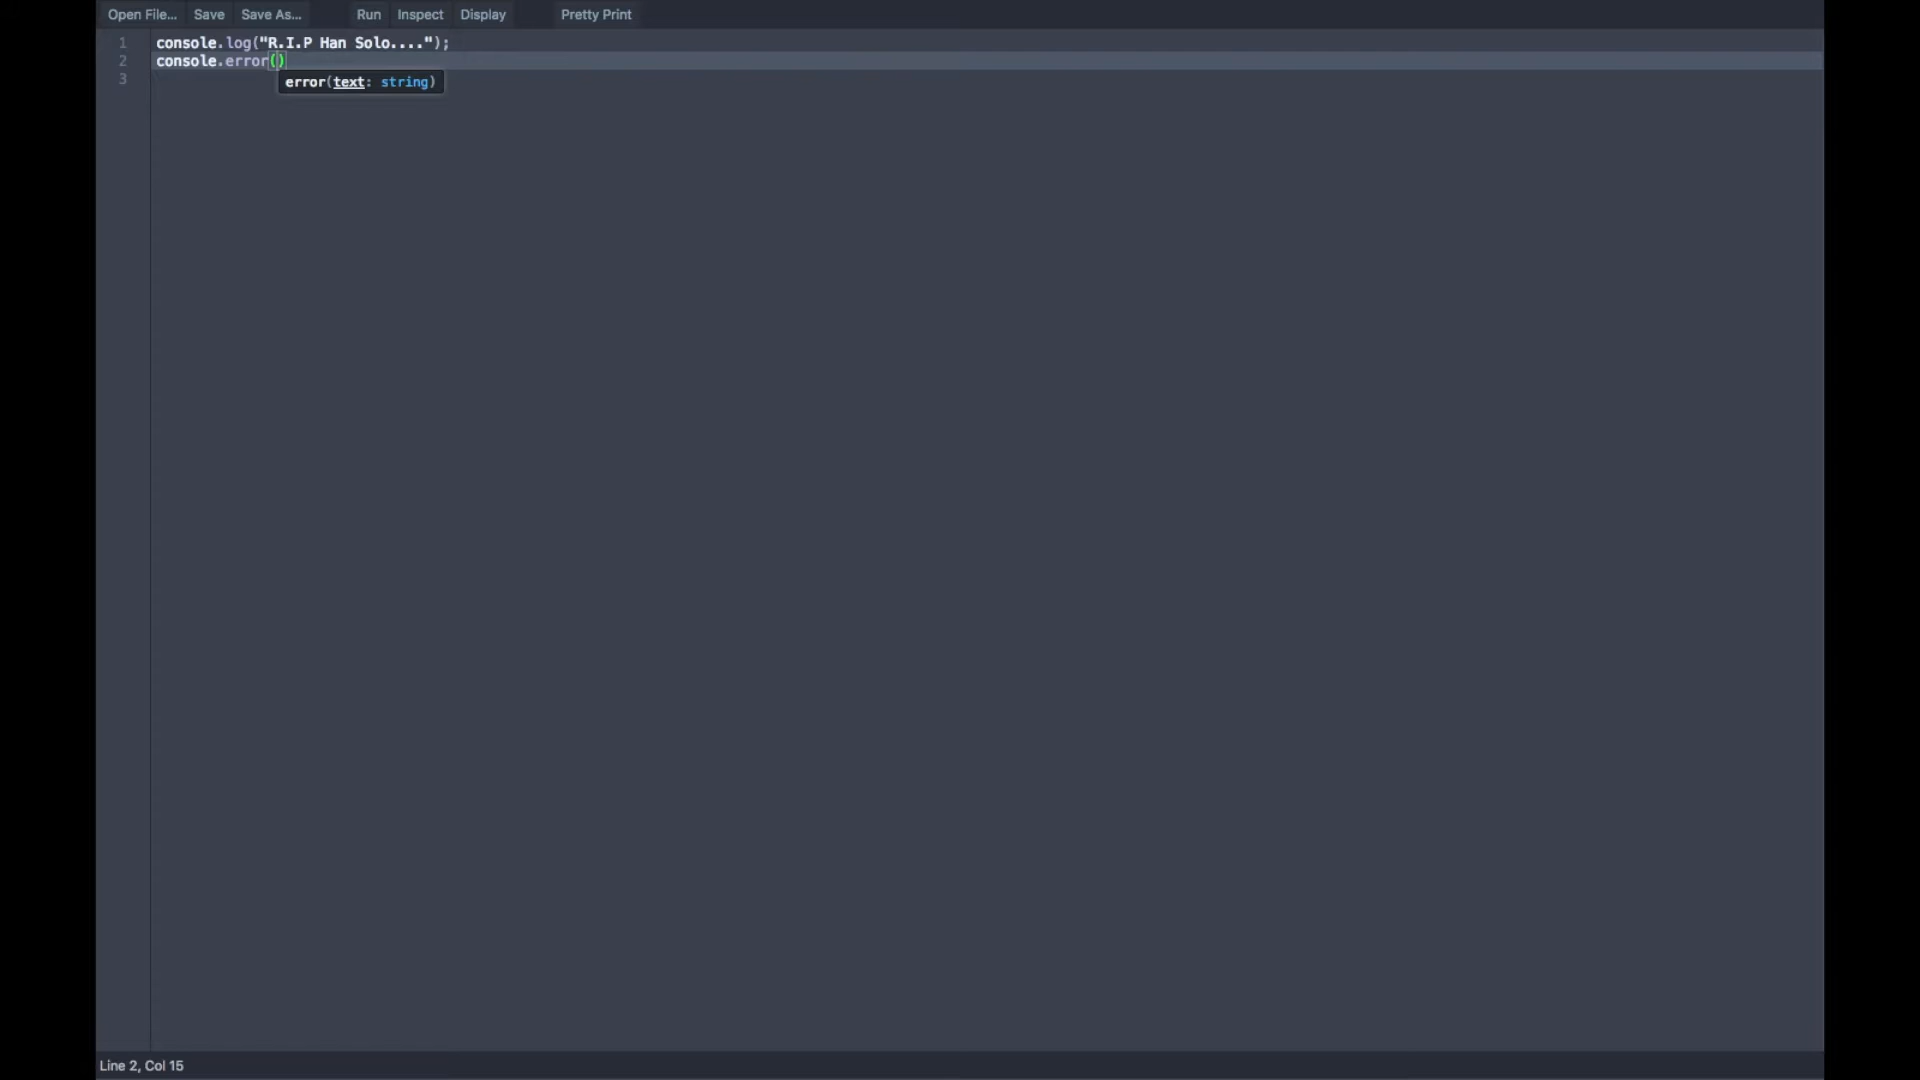 Open File... Save Save As... Run Inspect Display Pretty Print
1 console.log("R.I.P Han Solo....");
2 console.error()
error(text: string)
3
Line 2, Col 15